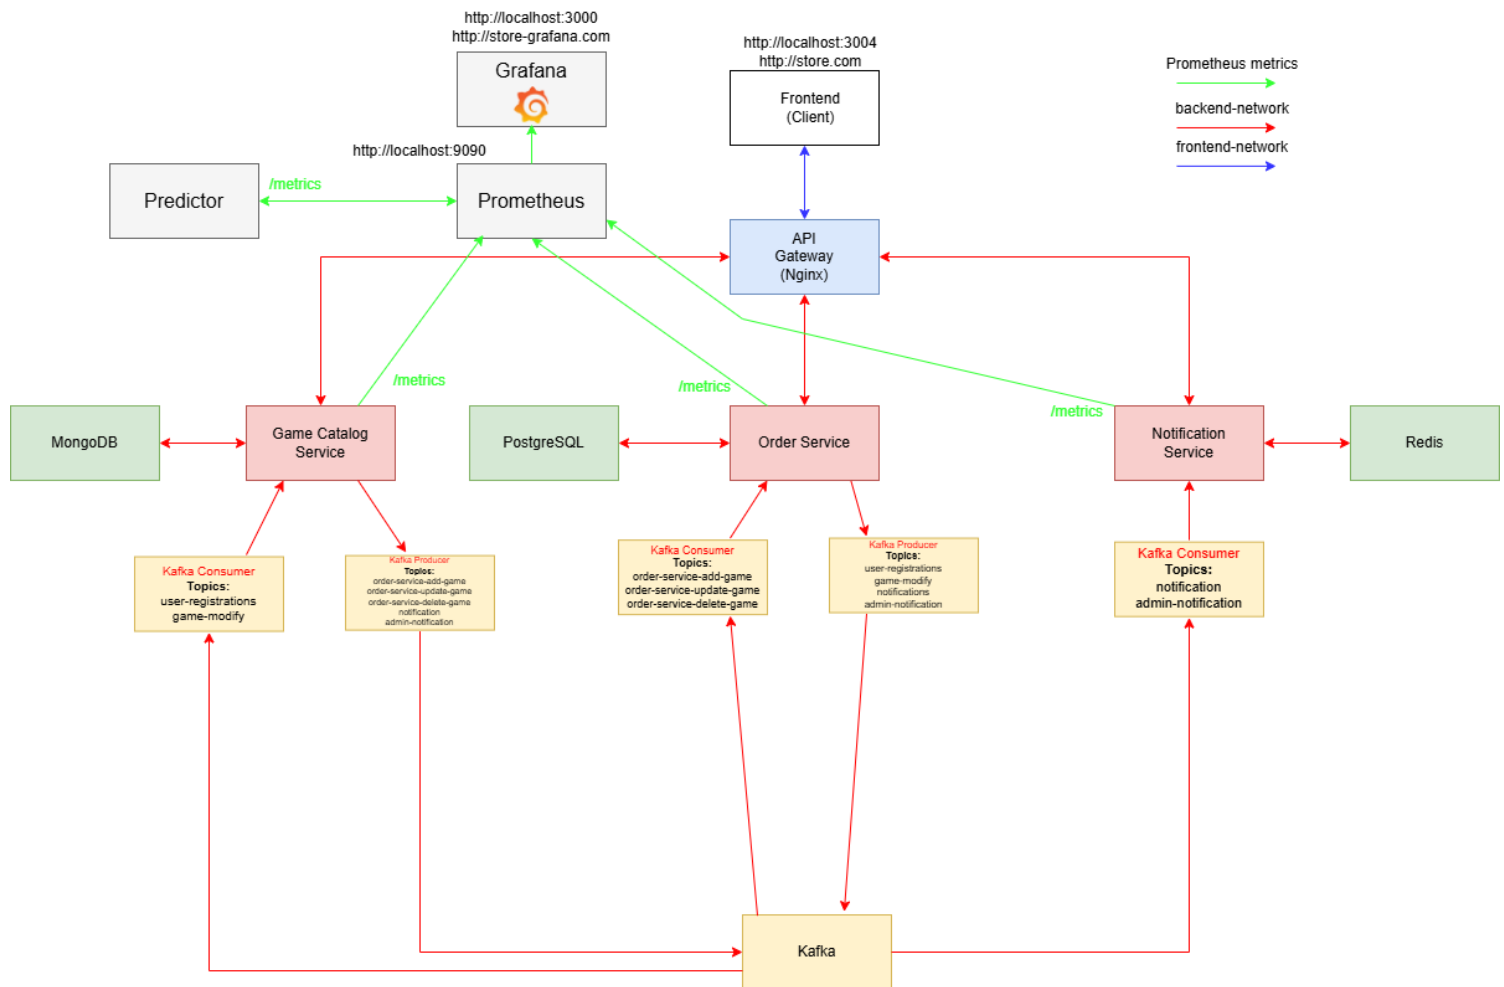 http://localhost:3000
http://store-grafana.com
Grafana
http://localhost:3004
http://store.com
Frontend
(Client)
Prometheus metrics
backend-network
frontend-network
http://localhost:9090
Predictor
/metrics
Prometheus
API
Gateway
(Nginx)
/metrics
/metrics
/metrics
MongoDB
Game Catalog
Service
PostgreSQL
Order Service
Notification
Service
Redis
Kafka Consumer
Topics:
user-registrations
game-modify
Kafka Producer
Topics:
order-service-add-game
order-service-update-game
order-service-delete-game
notification
admin-notification
Kafka Consumer
Topics:
order-service-add-game
order-service-update-game
order-service-delete-game
Kafka Producer
Topics:
user-registrations
game-modify
notifications
admin-notification
Kafka Consumer
Topics:
notification
admin-notification
Kafka